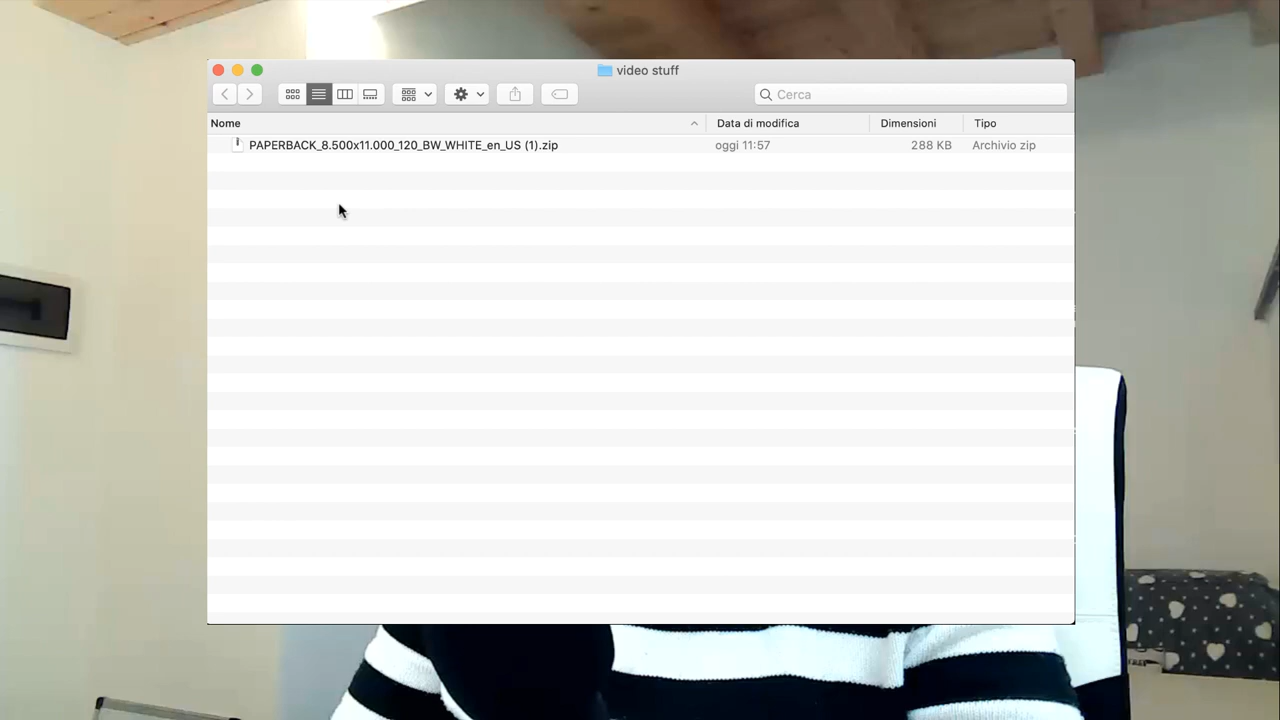 video stuff
Cerca
Nome Data di modifica Dimensioni Tipo
PAPERBACK_8.500x11.000_120_BW_WHITE_en_US (1).zip oggi 11:57 288 KB Archivio zip